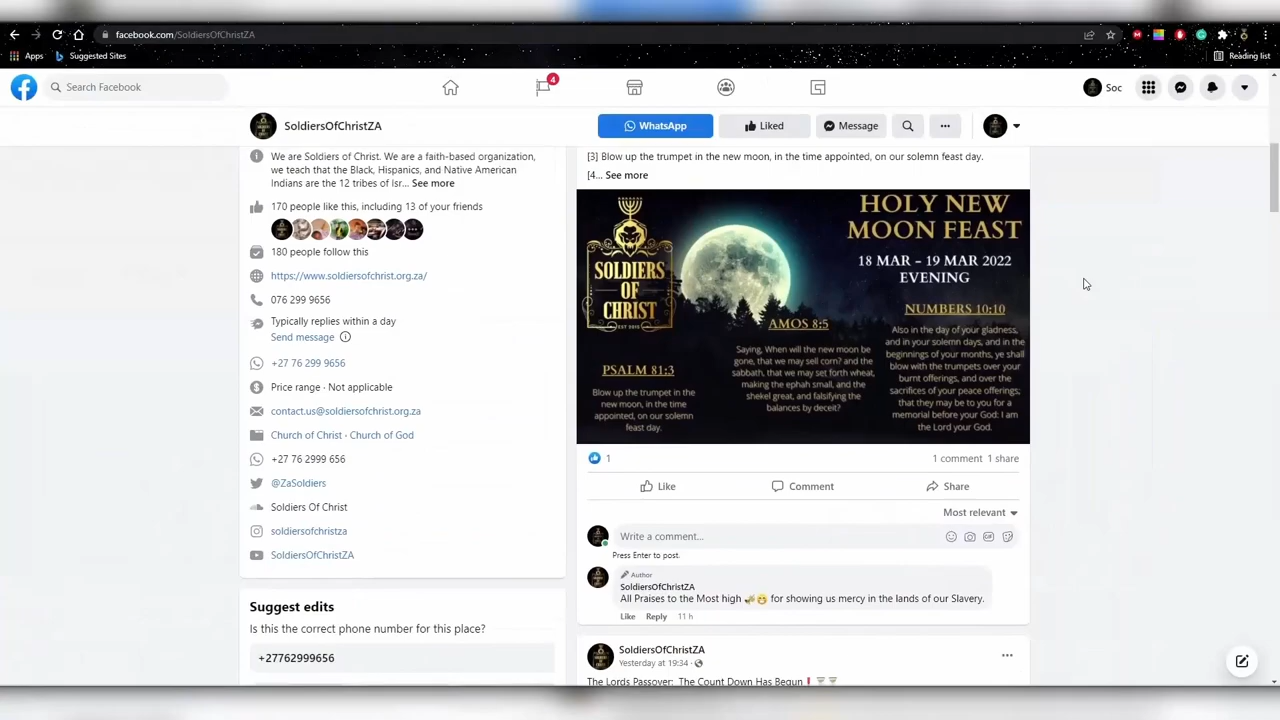 facebook.com/SoldiersOfChristZA
Apps
Suggested Sites
Reading list
Search Facebook
4
Soc
SoldiersOfChristZA
WhatsApp
Liked
Message
We are Soldiers of Christ. We are a faith-based organization,
we teach that the Black, Hispanics, and Native American
Indians are the 12 tribes of Isr... See more
170 people like this, including 13 of your friends
180 people follow this
https://www.soldiersofchrist.org.za/
076 299 9656
Typically replies within a day
Send message
+27 76 299 9656
Price range · Not applicable
contact.us@soldiersofchrist.org.za
Church of Christ · Church of God
+27 76 2999 656
@ZaSoldiers
Soldiers Of Christ
soldiersofchristza
SoldiersOfChristZA
Suggest edits
Is this the correct phone number for this place?
+27762999656
[3] Blow up the trumpet in the new moon, in the time appointed, on our solemn feast day.
[4... See more
SOLDIERS
OF
CHRIST
HOLY NEW
MOON FEAST
18 MAR – 19 MAR 2022
EVENING
PSALM 81:3
Blow up the trumpet in the
new moon, in the time
appointed, on our solemn
feast day.
AMOS 8:5
Saying, When will the new moon be
gone, that we may sell corn? and the
sabbath, that we may set forth wheat,
making the ephah small, and the
shekel great, and falsifying the
balances by deceit?
NUMBERS 10:10
Also in the day of your gladness,
and in your solemn days, and in the
beginnings of your months, ye shall
blow with the trumpets over your
burnt offerings, and over the
sacrifices of your peace offerings;
that they may be to you for a
memorial before your God: I am
the Lord your God.
1
1 comment 1 share
Like
Comment
Share
Most relevant
Write a comment...
Press Enter to post.
Author
SoldiersOfChristZA
All Praises to the Most high 🎺😁 for showing us mercy in the lands of our Slavery.
Like Reply 11 h
SoldiersOfChristZA
Yesterday at 19:34 ·
The Lords Passover: The Count Down Has Begun❗⏳⏳